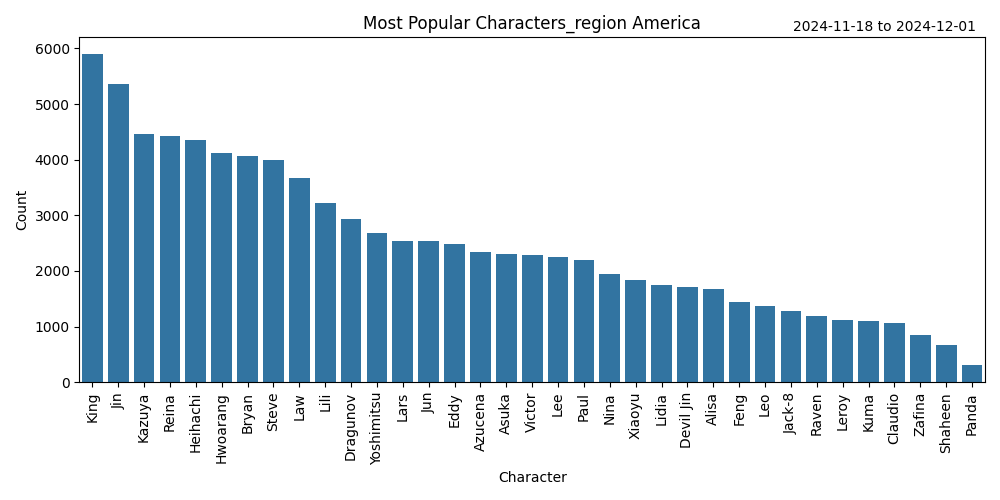 Most Popular Characters_region America
2024-11-18 to 2024-12-01
Count
6000
5000
4000
3000
2000
1000
0
King
Jin
Kazuya
Reina
Heihachi
Hwoarang
Bryan
Steve
Law
Lili
Dragunov
Yoshimitsu
Lars
Jun
Eddy
Azucena
Asuka
Victor
Lee
Paul
Nina
Xiaoyu
Lidia
Devil Jin
Alisa
Feng
Leo
Jack-8
Raven
Leroy
Kuma
Claudio
Zafina
Shaheen
Panda
Character